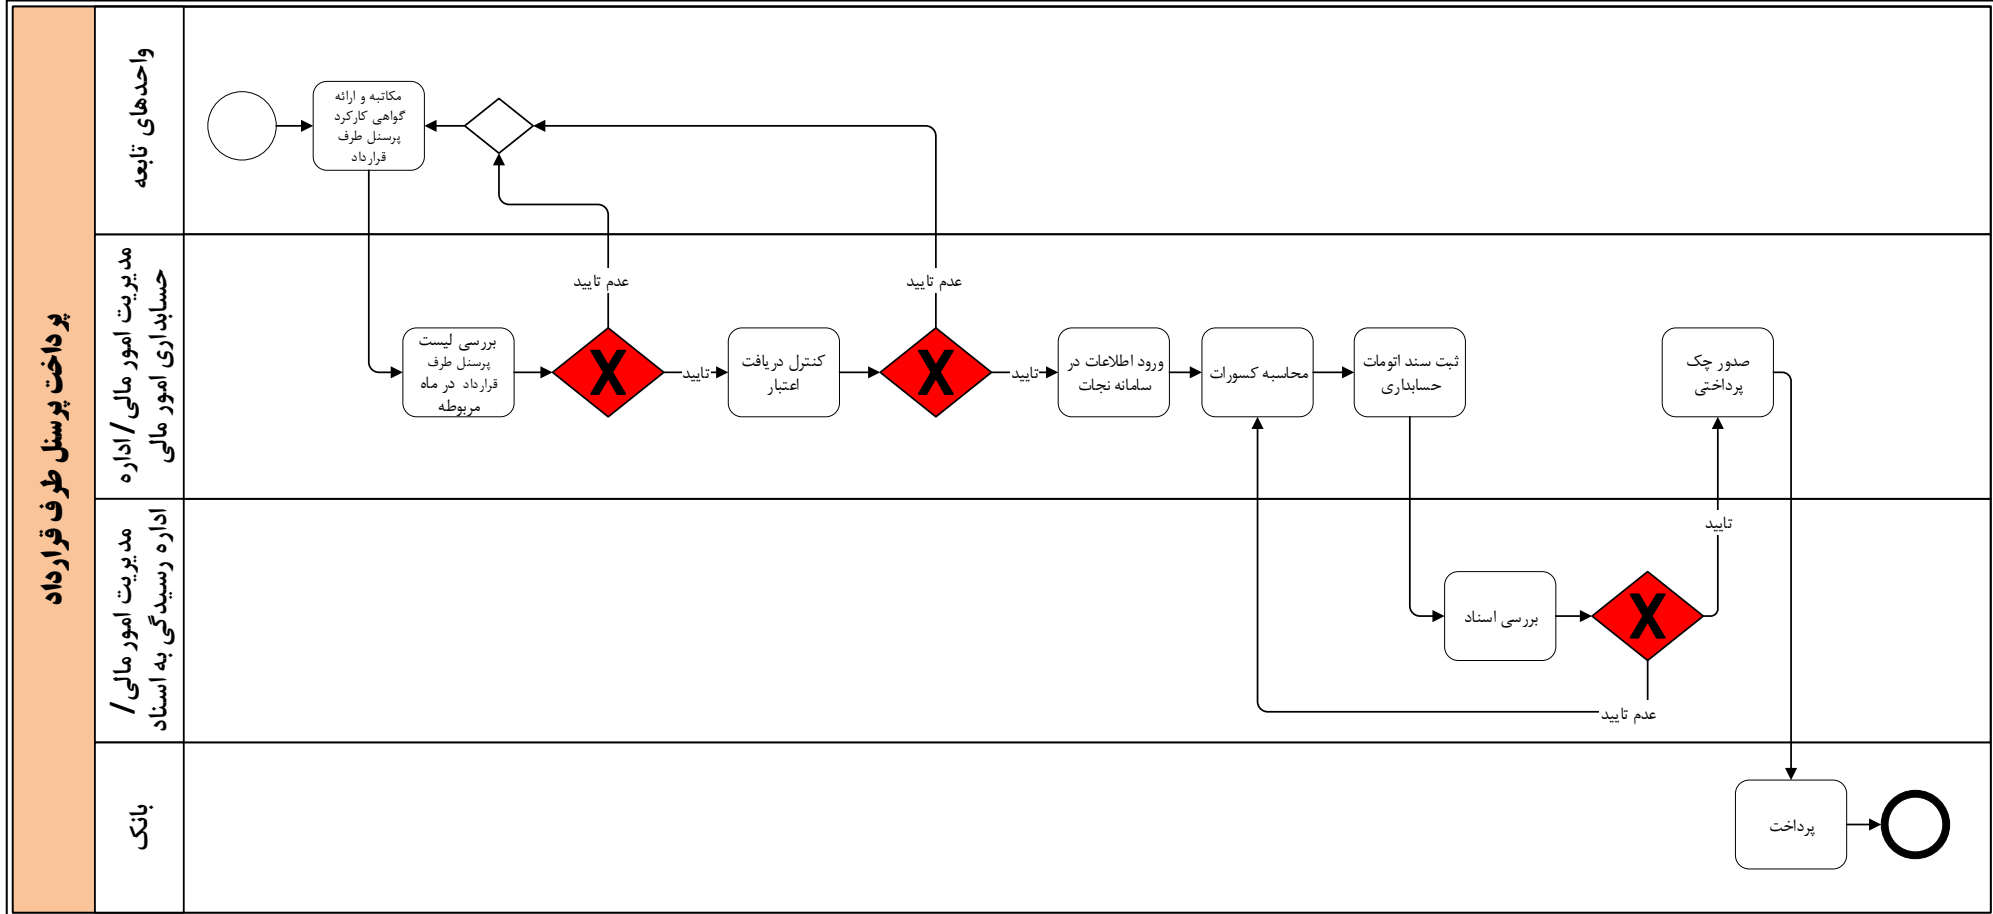 پرداخت پرسنل طرف قرارداد
واحدهای تابعه
مکاتبه و ارائه
گواهی کارکرد
پرسنل طرف
قرارداد
مدیریت امور مالی/ اداره
حسابداری امور مالی
عدم تایید
عدم تایید
بررسی لیست
پرسنل طرف
قرارداد در ماه
مربوطه
X
تایید
کنترل دریافت
اعتبار
X
تایید
ورود اطلاعات در
سامانه نجات
محاسبه کسورات
ثبت سند اتومات
حسابداری
صدور چک
پرداختی
مدیریت امور مالی/
اداره رسیدگی به اسناد
تایید
بررسی اسناد
X
عدم تایید
بانک
پرداخت